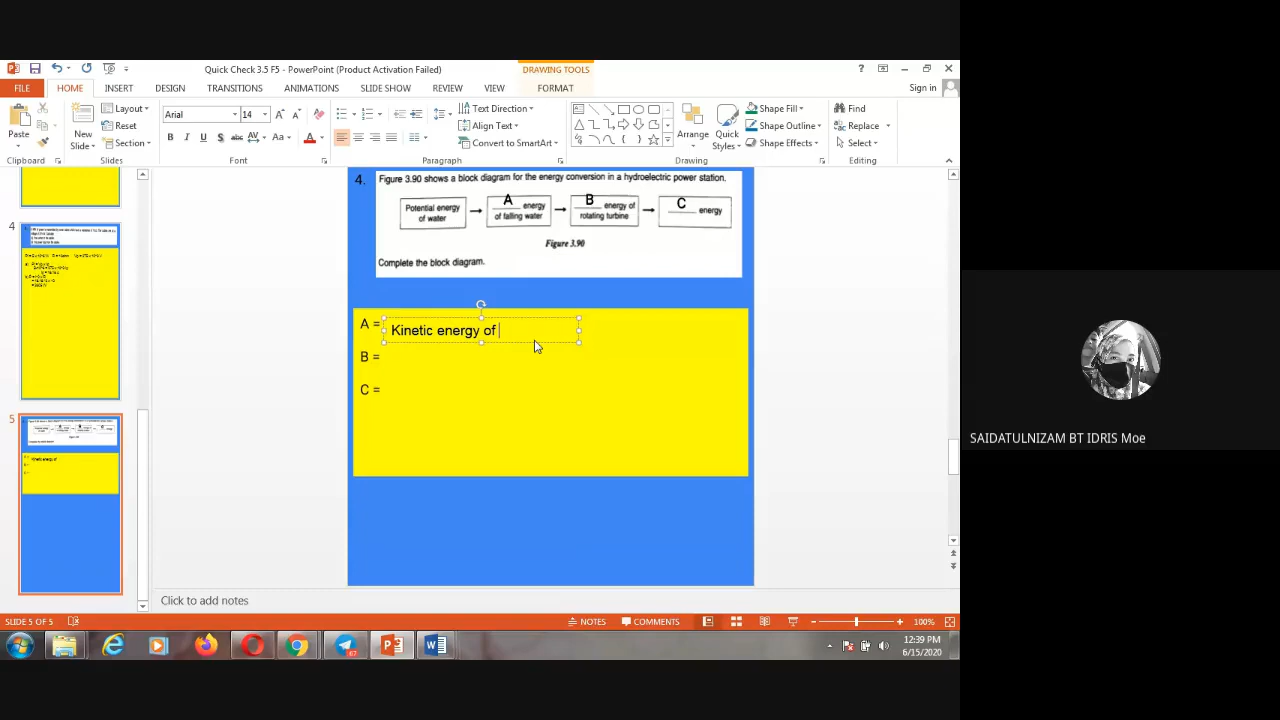 Quick Check 3.5 F5 - PowerPoint (Product Activation Failed)
DRAWING TOOLS
Sign in
FILE
HOME
INSERT
DESIGN
TRANSITIONS
ANIMATIONS
SLIDE SHOW
REVIEW
VIEW
FORMAT
Paste
New
Slides
Layout
Reset
Section
Arial
14
Text Direction
Align Text
Convert to SmartArt
Arrange
Quick
Styles
Shape Fill
Shape Outline
Shape Effects
Find
Replace
Select
Clipboard
Slides
Font
Paragraph
Drawing
Editing
4
5
4.
Figure 3.90 shows a block diagram for the energy conversion in a hydroelectric power station.
Potential energy
of water
A
____ energy
of falling water
B
____ energy of
rotating turbine
C
____ energy
Figure 3.90
Complete the block diagram.
A =
Kinetic energy of
B =
C =
Click to add notes
SLIDE 5 OF 5
NOTES
COMMENTS
100%
12:39 PM
6/15/2020
SAIDATULNIZAM BT IDRIS Moe